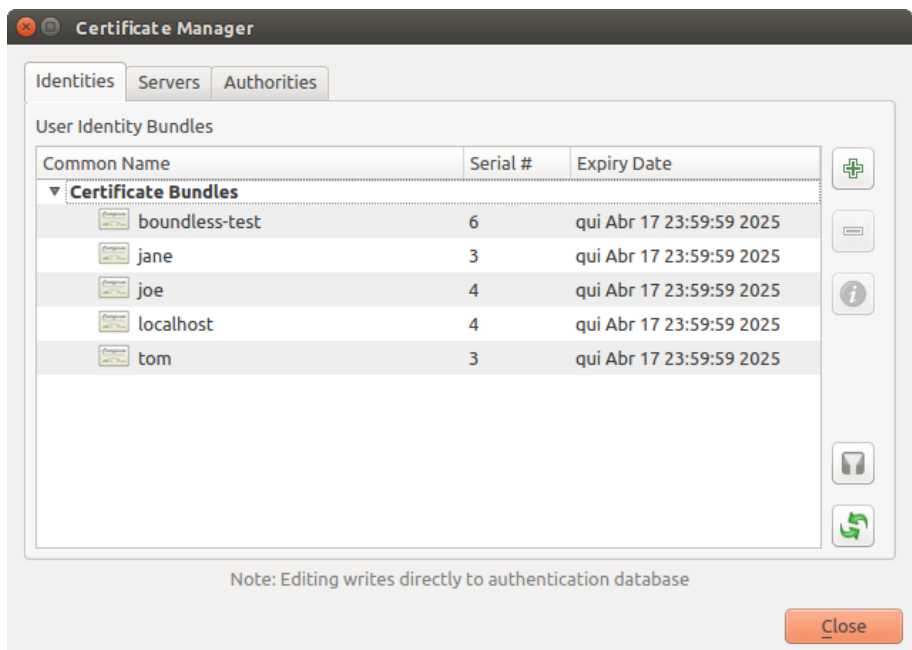 Certificate Manager
Identities Servers Authorities
User Identity Bundles
Common Name Serial # Expiry Date
Certificate Bundles
boundless-test 6 qui Abr 17 23:59:59 2025
jane 3 qui Abr 17 23:59:59 2025
joe 4 qui Abr 17 23:59:59 2025
localhost 4 qui Abr 17 23:59:59 2025
tom 3 qui Abr 17 23:59:59 2025
Note: Editing writes directly to authentication database
Close